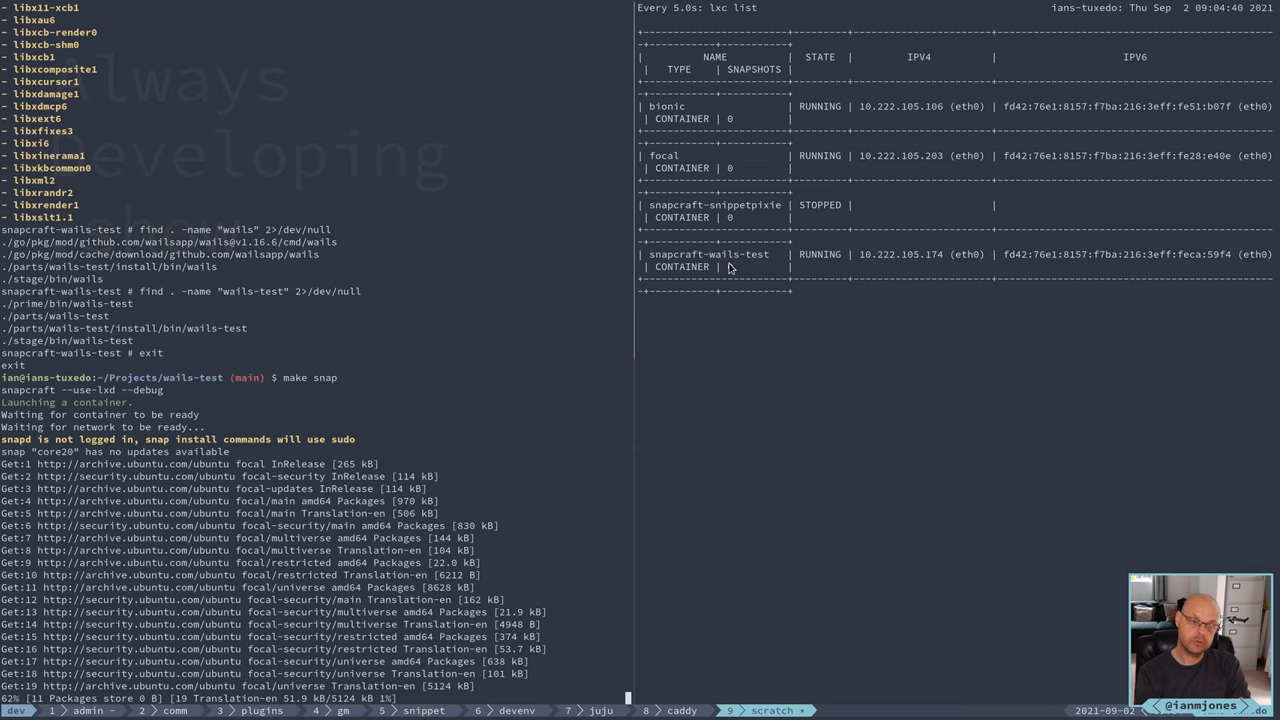 - libx11-xcb1
- libxau6
- libxcb-render0
- libxcb-shm0
- libxcb1
- libxcomposite1
- libxcursor1
- libxdamage1
- libxdmcp6
- libxext6
- libxfixes3
- libxi6
- libxinerama1
- libxkbcommon0
- libxml2
- libxrandr2
- libxrender1
- libxslt1.1
Always
Developing
show
snapcraft-wails-test # find . -name "wails" 2>/dev/null
./go/pkg/mod/github.com/wailsapp/wails@v1.16.6/cmd/wails
./go/pkg/mod/cache/download/github.com/wailsapp/wails
./parts/wails-test/install/bin/wails
./stage/bin/wails
snapcraft-wails-test # find . -name "wails-test" 2>/dev/null
./prime/bin/wails-test
./parts/wails-test
./parts/wails-test/install/bin/wails-test
./stage/bin/wails-test
snapcraft-wails-test # exit
exit
ian@ians-tuxedo:~/Projects/wails-test (main) $ make snap
snapcraft --use-lxd --debug
Launching a container.
Waiting for container to be ready
Waiting for network to be ready...
snapd is not logged in, snap install commands will use sudo
snap "core20" has no updates available
Get:1 http://archive.ubuntu.com/ubuntu focal InRelease [265 kB]
Get:2 http://security.ubuntu.com/ubuntu focal-security InRelease [114 kB]
Get:3 http://archive.ubuntu.com/ubuntu focal-updates InRelease [114 kB]
Get:4 http://archive.ubuntu.com/ubuntu focal/main amd64 Packages [970 kB]
Get:5 http://archive.ubuntu.com/ubuntu focal/main Translation-en [506 kB]
Get:6 http://security.ubuntu.com/ubuntu focal-security/main amd64 Packages [830 kB]
Get:7 http://archive.ubuntu.com/ubuntu focal/multiverse amd64 Packages [144 kB]
Get:8 http://archive.ubuntu.com/ubuntu focal/multiverse Translation-en [104 kB]
Get:9 http://archive.ubuntu.com/ubuntu focal/restricted amd64 Packages [22.0 kB]
Get:10 http://archive.ubuntu.com/ubuntu focal/restricted Translation-en [6212 B]
Get:11 http://archive.ubuntu.com/ubuntu focal/universe amd64 Packages [8628 kB]
Get:12 http://security.ubuntu.com/ubuntu focal-security/main Translation-en [162 kB]
Get:13 http://security.ubuntu.com/ubuntu focal-security/multiverse amd64 Packages [21.9 kB]
Get:14 http://security.ubuntu.com/ubuntu focal-security/multiverse Translation-en [4948 B]
Get:15 http://security.ubuntu.com/ubuntu focal-security/restricted amd64 Packages [374 kB]
Get:16 http://security.ubuntu.com/ubuntu focal-security/restricted Translation-en [53.7 kB]
Get:17 http://security.ubuntu.com/ubuntu focal-security/universe amd64 Packages [638 kB]
Get:18 http://security.ubuntu.com/ubuntu focal-security/universe Translation-en [101 kB]
Get:19 http://archive.ubuntu.com/ubuntu focal/universe Translation-en [5124 kB]
62% [11 Packages store 0 B] [19 Translation-en 51.9 kB/5124 kB 1%]
Every 5.0s: lxc list ians-tuxedo: Thu Sep 2 09:04:40 2021
| NAME | STATE | IPV4 | IPV6
| TYPE | SNAPSHOTS |
| bionic | RUNNING | 10.222.105.106 (eth0) | fd42:76e1:8157:f7ba:216:3eff:fe51:b07f (eth0)
| CONTAINER | 0 |
| focal | RUNNING | 10.222.105.203 (eth0) | fd42:76e1:8157:f7ba:216:3eff:fe28:e40e (eth0)
| CONTAINER | 0 |
| snapcraft-snippetpixie | STOPPED | |
| CONTAINER | 0 |
| snapcraft-wails-test | RUNNING | 10.222.105.174 (eth0) | fd42:76e1:8157:f7ba:216:3eff:feca:59f4 (eth0)
| CONTAINER | |
@ianmjones
dev 1 admin - 2 comm 3 plugins 4 gm 5 snippet 6 devenv 7 juju 8 caddy 9 scratch * 2021-09-02